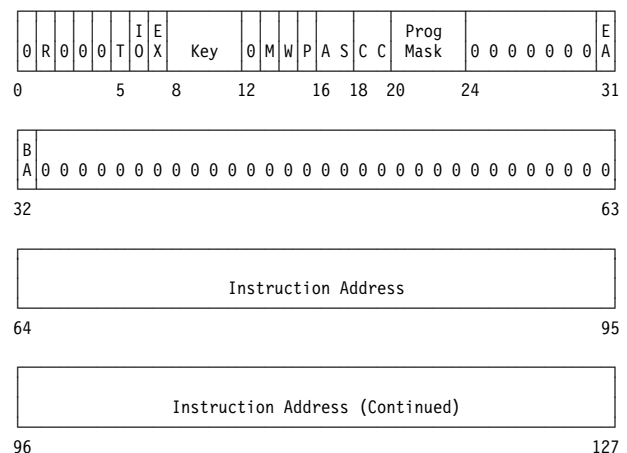 I E Prog E
0 R 0 0 0 T O X Key 0 M W P A S C C Mask 0 0 0 0 0 0 0 A
0 5 8 12 16 18 20 24 31
B
A 0 0 0 0 0 0 0 0 0 0 0 0 0 0 0 0 0 0 0 0 0 0 0 0 0 0 0 0 0 0 0
32 63
Instruction Address
64 95
Instruction Address (Continued)
96 127